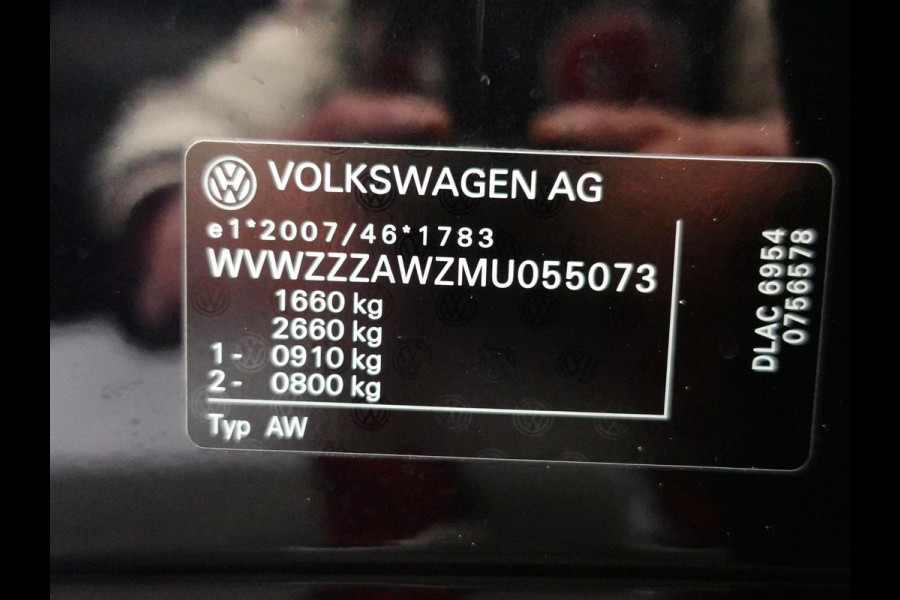 VOLKSWAGEN AG
e1*2007/46*1783
WVWZZZAWZMU055073
1660 kg
2660 kg
1- 0910 kg
2- 0800 kg
Typ AW
DLAC 6954
0756578